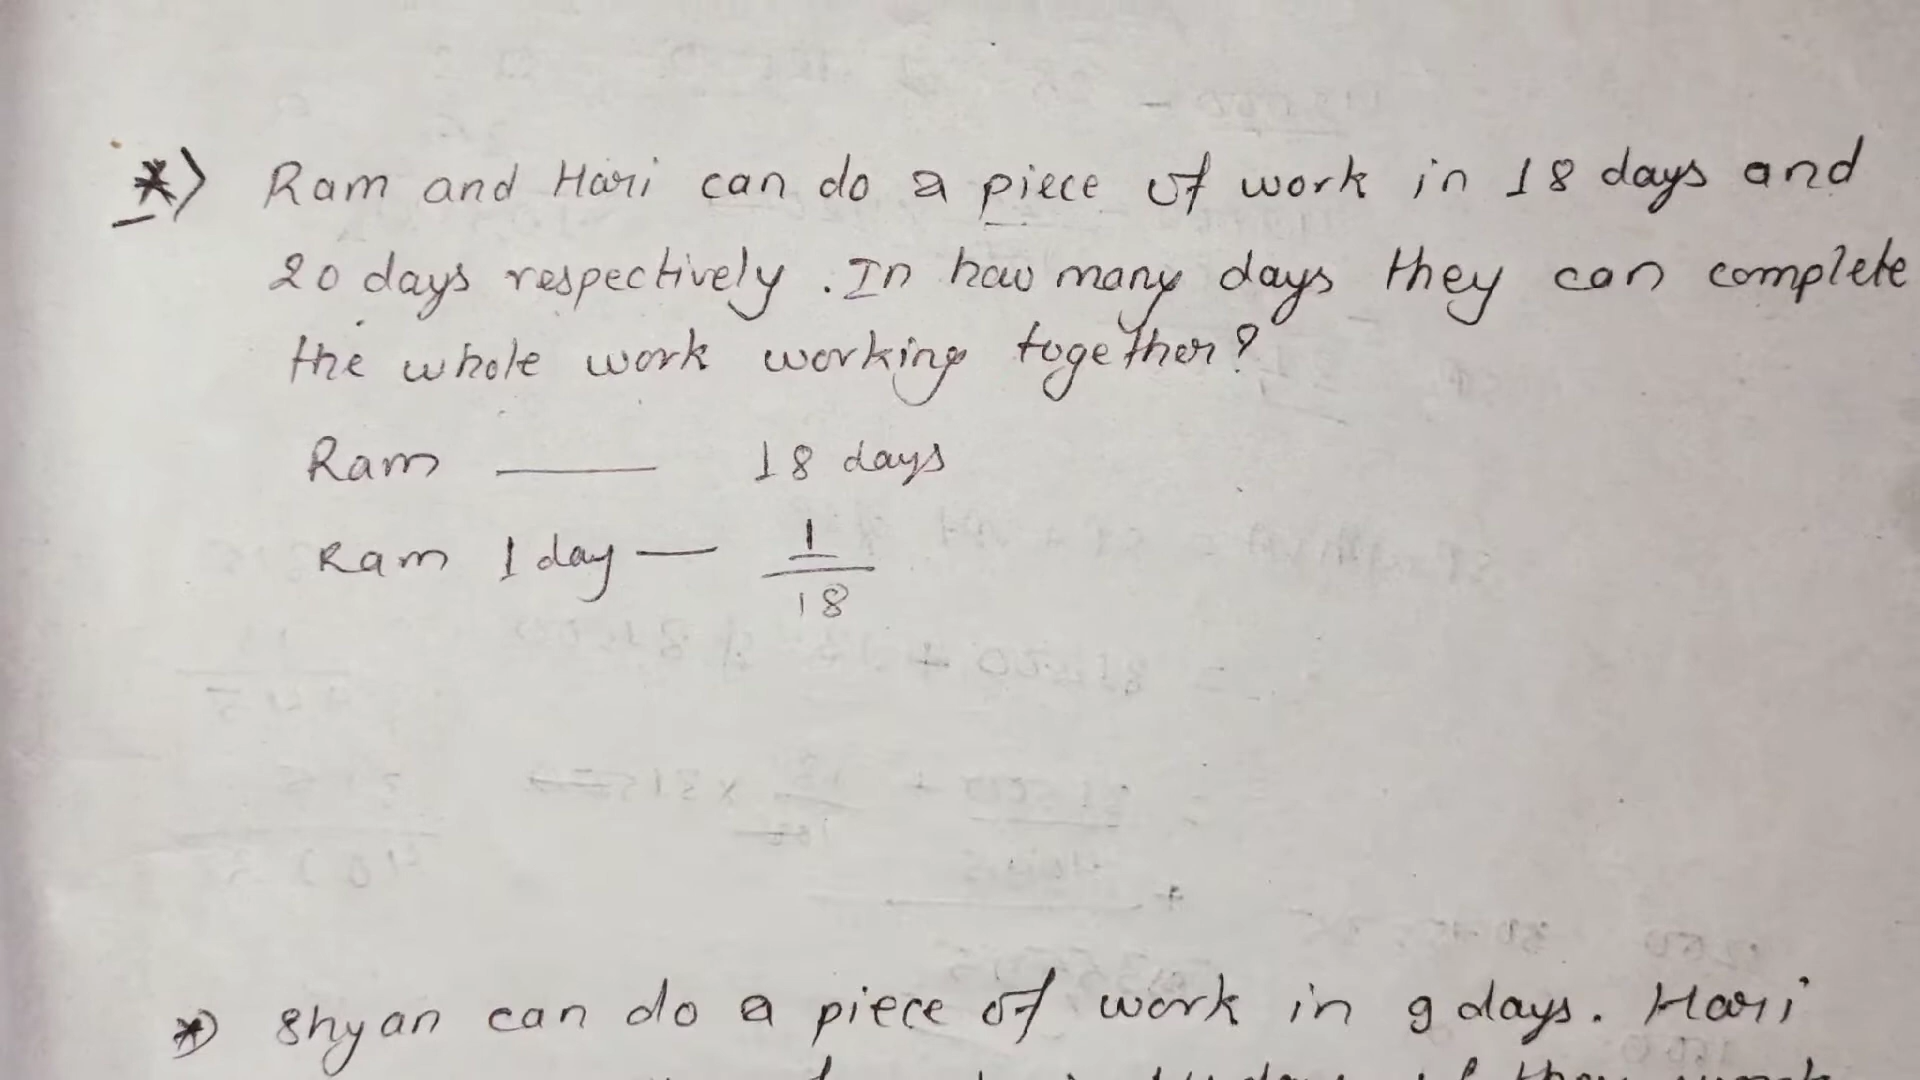 *) Ram and Hari can do a piece of work in 18 days and
20 days respectively. In how many days they can complete
the whole work working together?
Ram —— 18 days
Ram 1 day — 1/18
*) Shyan can do a piece of work in 9 days. Hari